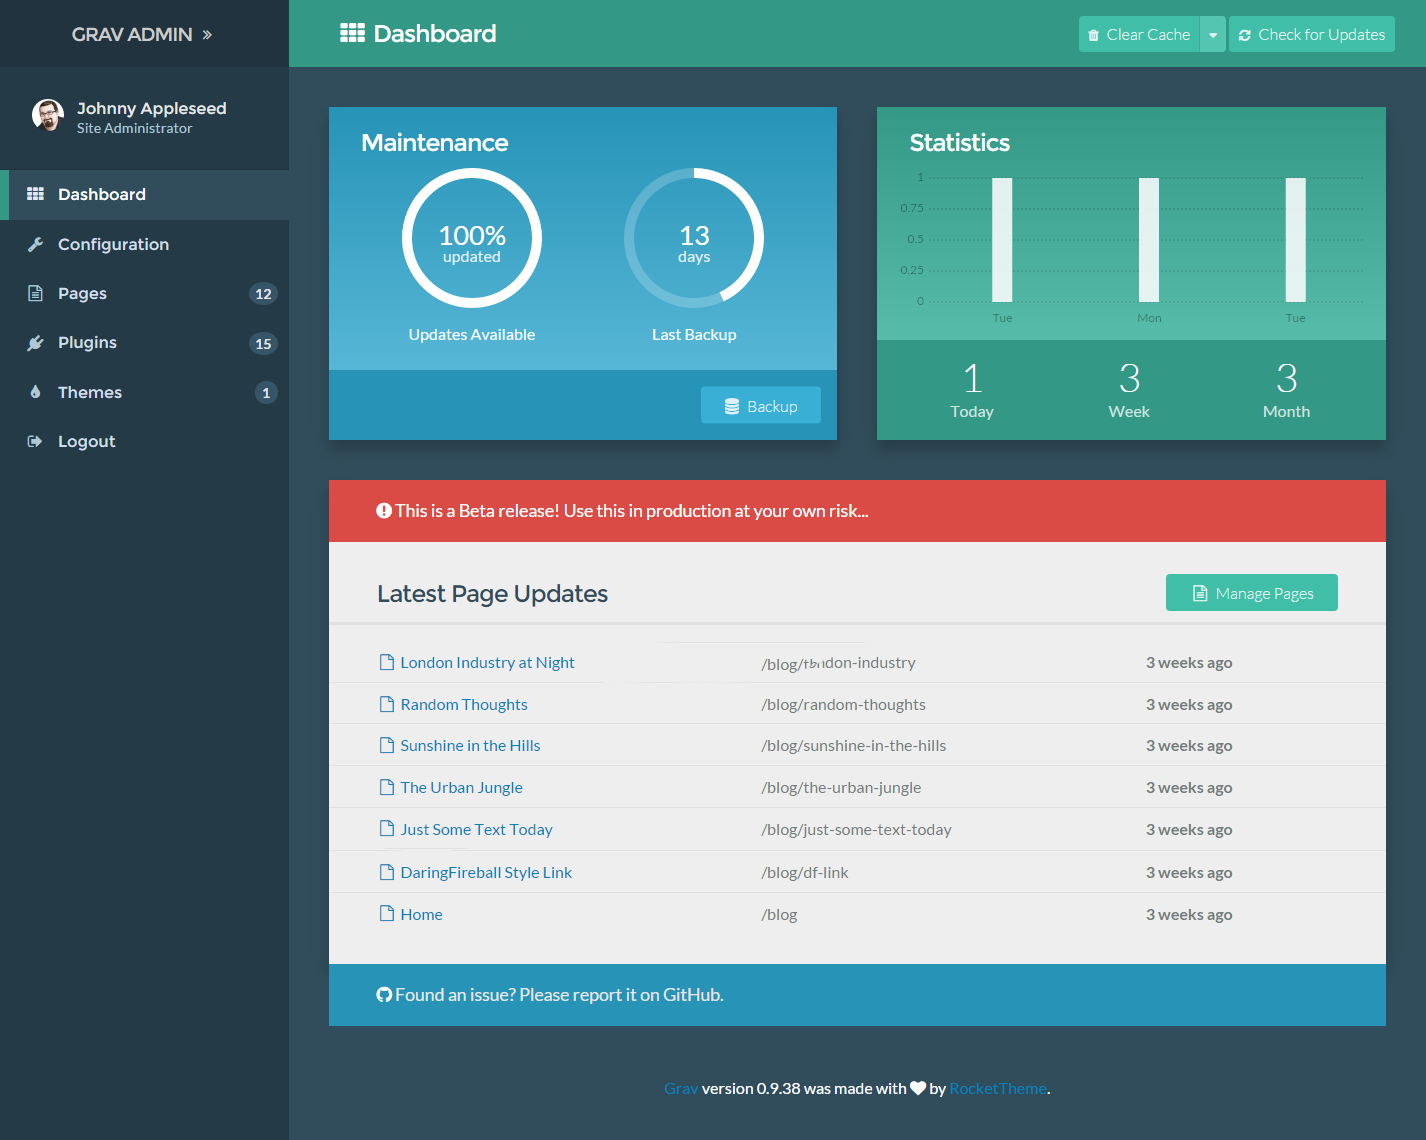 GRAV ADMIN »
Dashboard
Clear Cache
Check for Updates
Johnny Appleseed
Site Administrator
Dashboard
Configuration
Pages 12
Plugins 15
Themes 1
Logout
Maintenance
100%
updated
Updates Available
13
days
Last Backup
Backup
Statistics
1
0.75
0.5
0.25
0
Tue Mon Tue
1 3 3
Today Week Month
This is a Beta release! Use this in production at your own risk...
Latest Page Updates
Manage Pages
London Industry at Night 3 weeks ago
Random Thoughts /blog/random-thoughts 3 weeks ago
Sunshine in the Hills /blog/sunshine-in-the-hills 3 weeks ago
The Urban Jungle /blog/the-urban-jungle 3 weeks ago
Just Some Text Today /blog/just-some-text-today 3 weeks ago
DaringFireball Style Link /blog/df-link 3 weeks ago
Home /blog 3 weeks ago
Found an issue? Please report it on GitHub.
Grav version 0.9.38 was made with by RocketTheme.